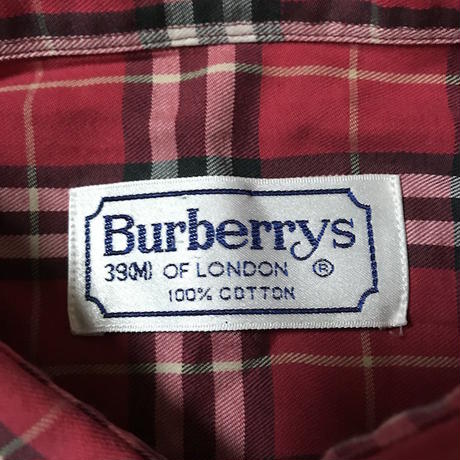 Burberrys
39(M) OF LONDON ®
100% COTTON